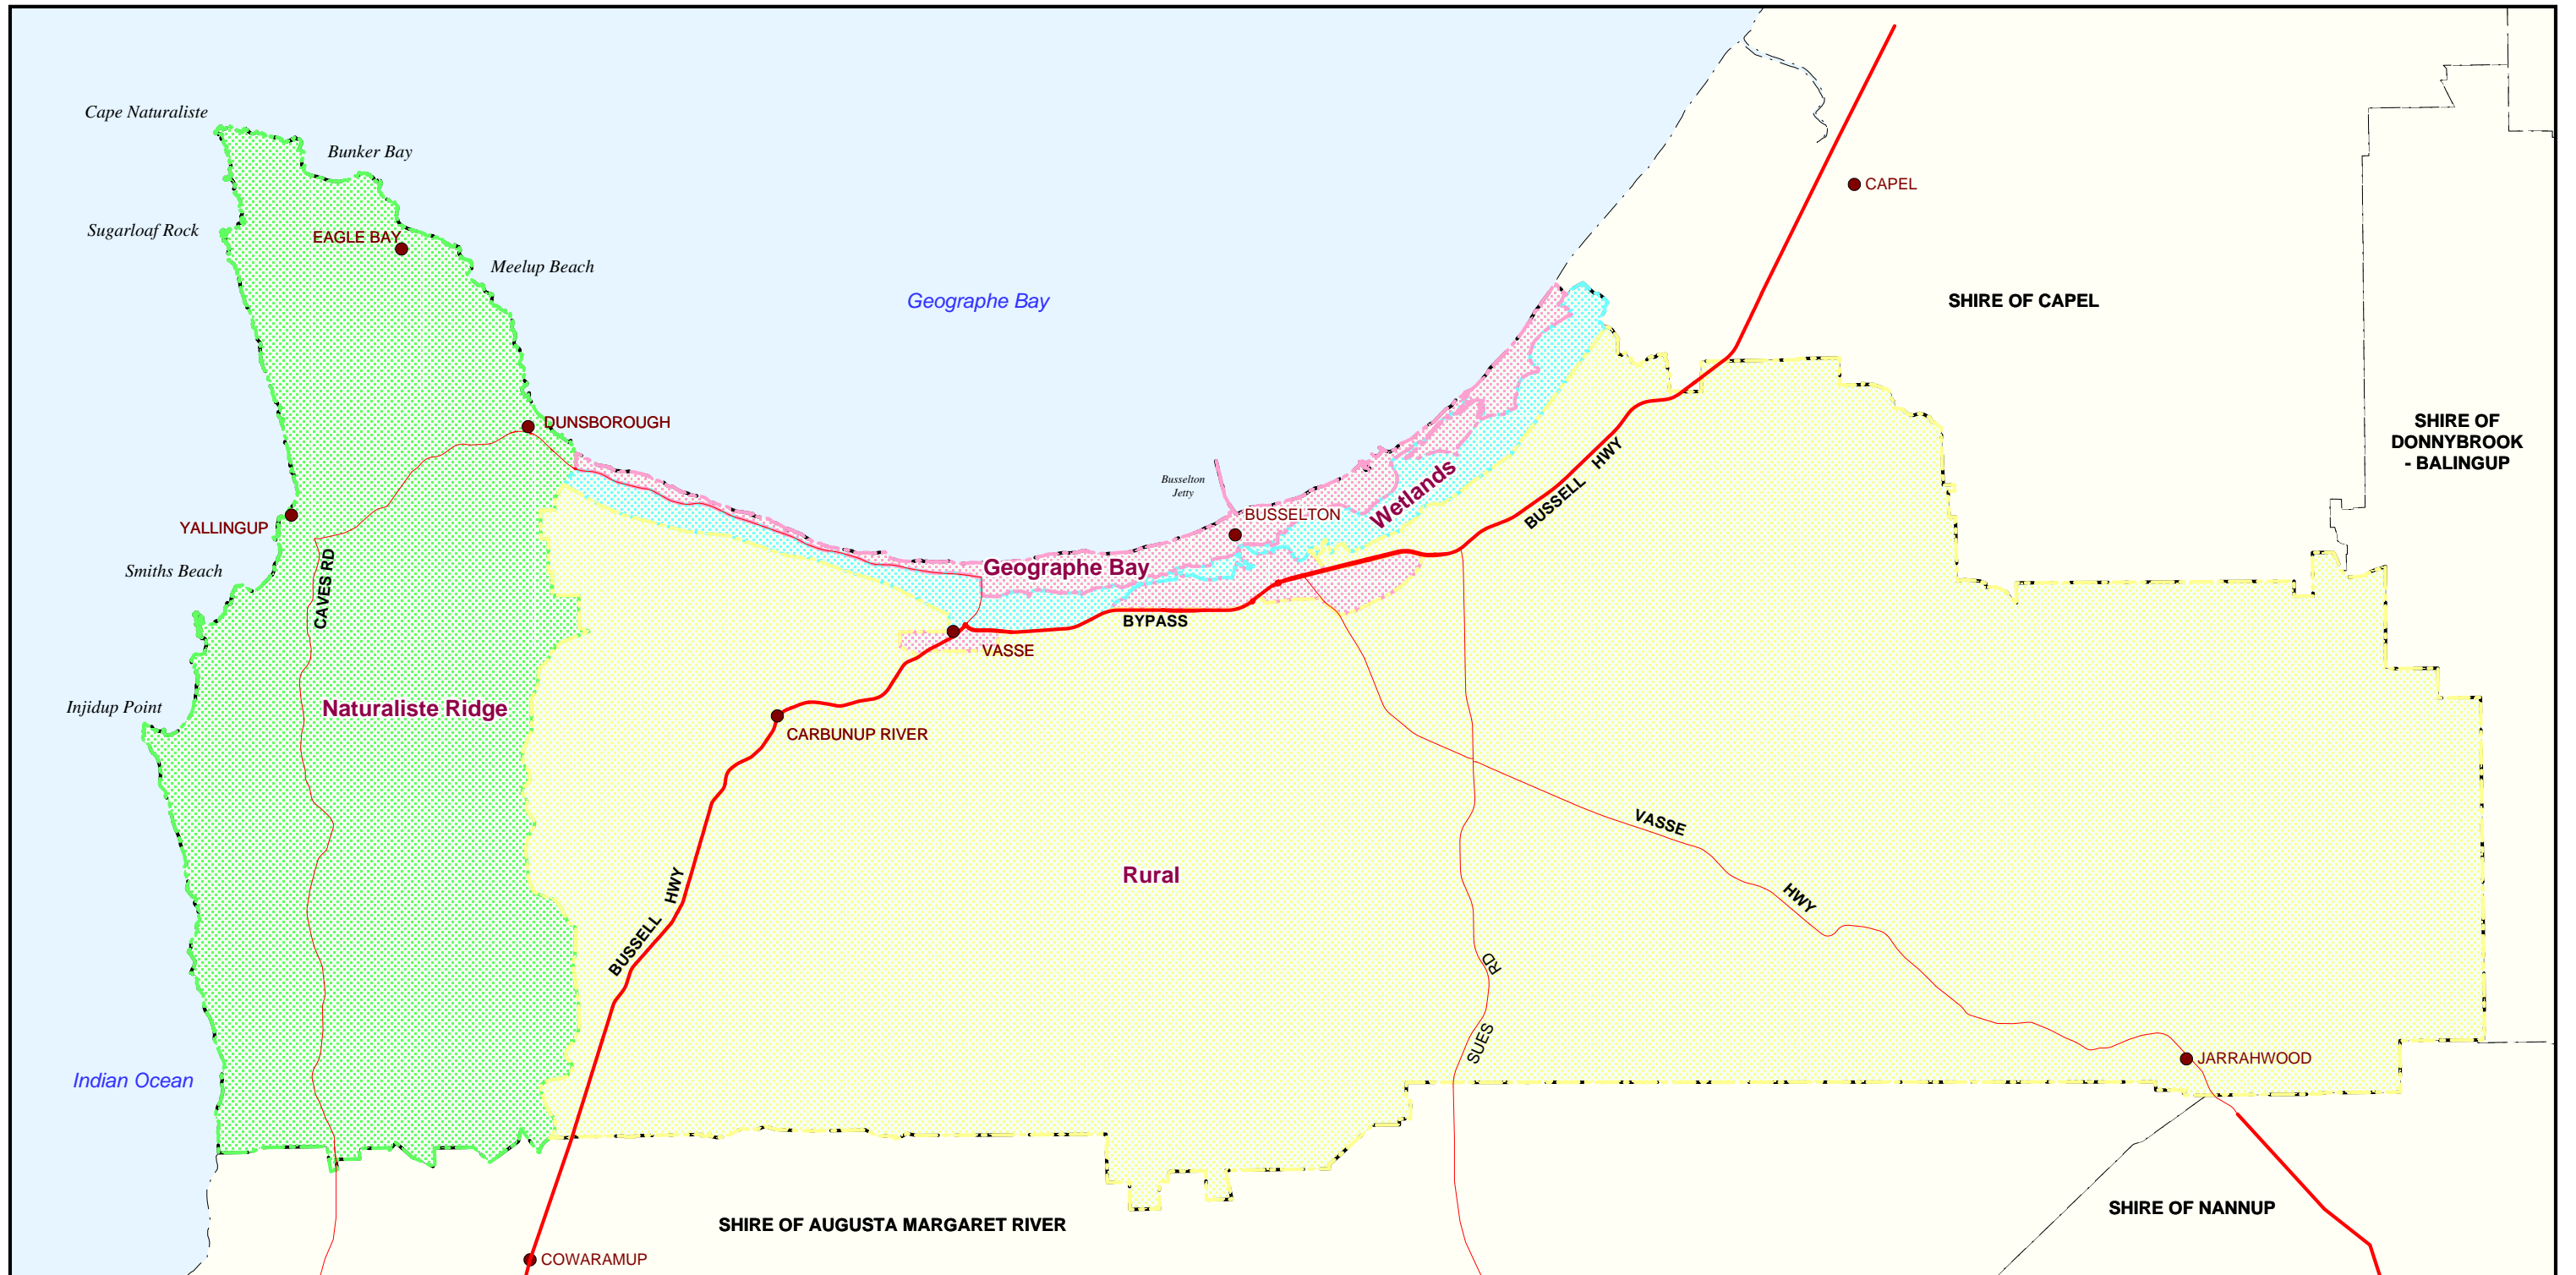 Cape Naturaliste
Bunker Bay
CAPEL
Sugarloaf Rock
EAGLE BAY
Meelup Beach
Geographe Bay
SHIRE OF CAPEL
DUNSBOROUGH
SHIRE OF
DONNYBROOK
- BALINGUP
Busselton
Jetty
Wetlands
BUSSELL
HWY
YALLINGUP
BUSSELTON
Smiths Beach
CAVES RD
Geographe Bay
BYPASS
VASSE
Injidup Point
Naturaliste Ridge
CARBUNUP RIVER
VASSE
HWY
Rural
BUSSELL
HWY
RD
SUES
Indian Ocean
JARRAHWOOD
SHIRE OF NANNUP
SHIRE OF AUGUSTA MARGARET RIVER
COWARAMUP